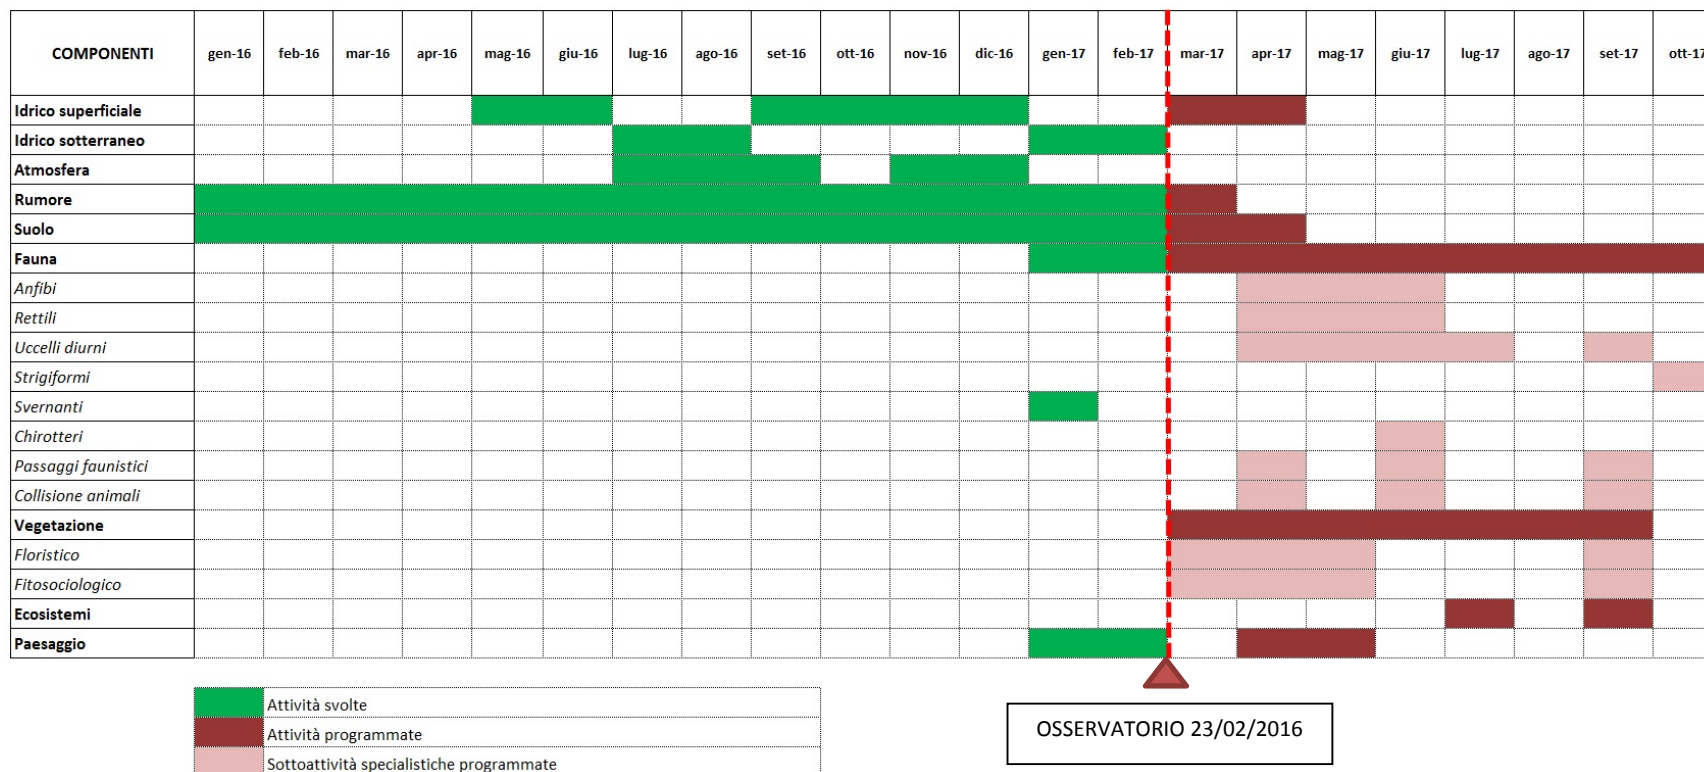 COMPONENTI gen-16 feb-16 mar-16 apr-16 mag-16 giu-16 lug-16 ago-16 set-16 ott-16 nov-16 dic-16 gen-17 feb-17 mar-17 apr-17 mag-17 giu-17 lug-17 ago-17 set-17 ott-17
Idrico superficiale
Idrico sotterraneo
Atmosfera
Rumore
Suolo
Fauna
Anfibi
Rettili
Uccelli diurni
Strigiformi
Svernanti
Chirotteri
Passaggi faunistici
Collisione animali
Vegetazione
Floristico
Fitosociologico
Ecosistemi
Paesaggio
Attività svolte
Attività programmate
Sottoattività specialistiche programmate
OSSERVATORIO 23/02/2016